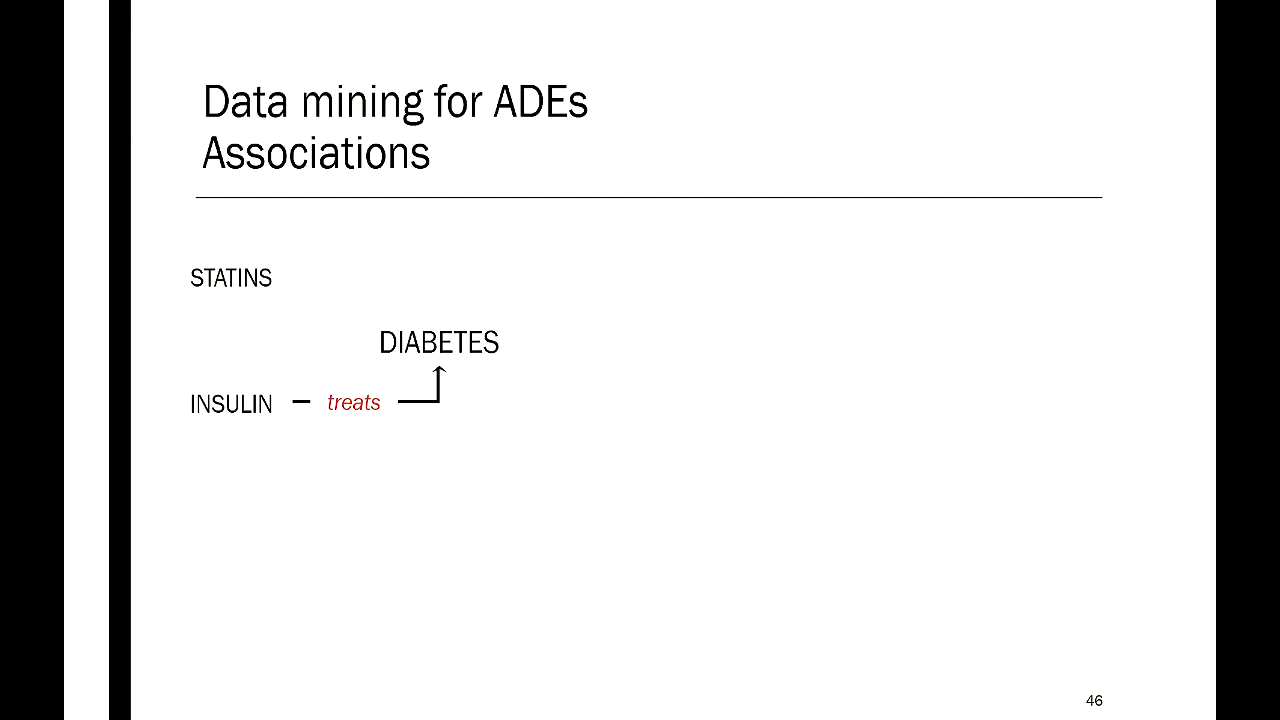 Data mining for ADEs
Associations
STATINS
DIABETES
INSULIN treats
46